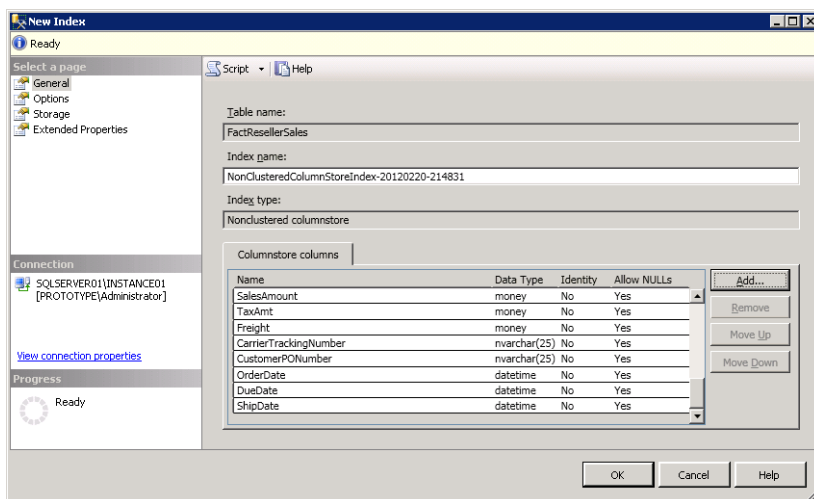 New Index
Ready
Select a page
General
Options
Storage
Extended Properties
Connection
SQLSERVER01\INSTANCE01
[PROTOTYPE\Administrator]
View connection properties
Progress
Ready
Script
Help
Table name:
FactResellerSales
Index name:
NonClusteredColumnStoreIndex-20120220-214831
Index type:
Nonclustered columnstore
Columnstore columns
Name Data Type Identity Allow NULLs
SalesAmount money No Yes
TaxAmt money No Yes
Freight money No Yes
CarrierTrackingNumber nvarchar(25) No Yes
CustomerPONumber nvarchar(25) No Yes
OrderDate datetime No Yes
DueDate datetime No Yes
ShipDate datetime No Yes
Add...
Remove
Move Up
Move Down
OK Cancel Help